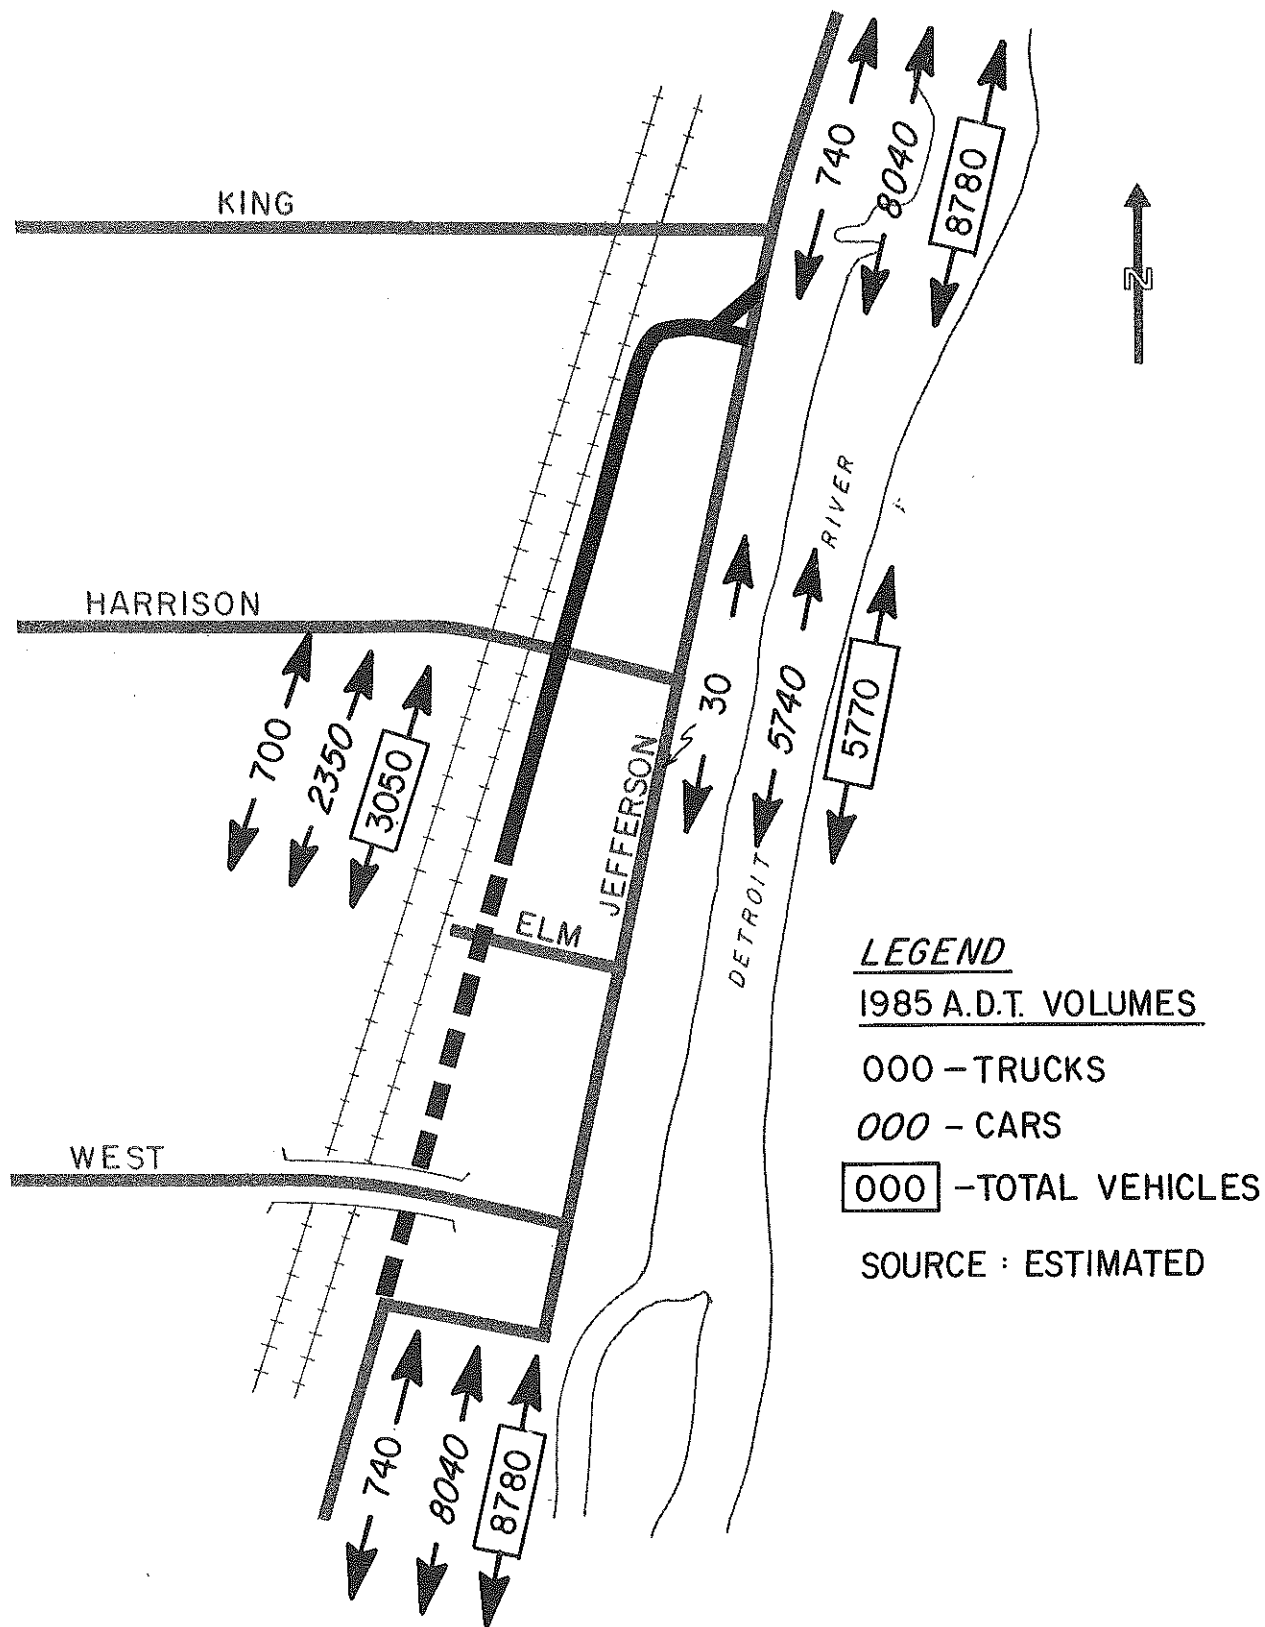 740
8040
8780
KING
N
RIVER
HARRISON
700
2350
3050
30
5740
5770
JEFFERSON
ELM
DETROIT
LEGEND
1985 A.D.T. VOLUMES
000 – TRUCKS
000 – CARS
000 – TOTAL VEHICLES
SOURCE : ESTIMATED
WEST
740
8040
8780